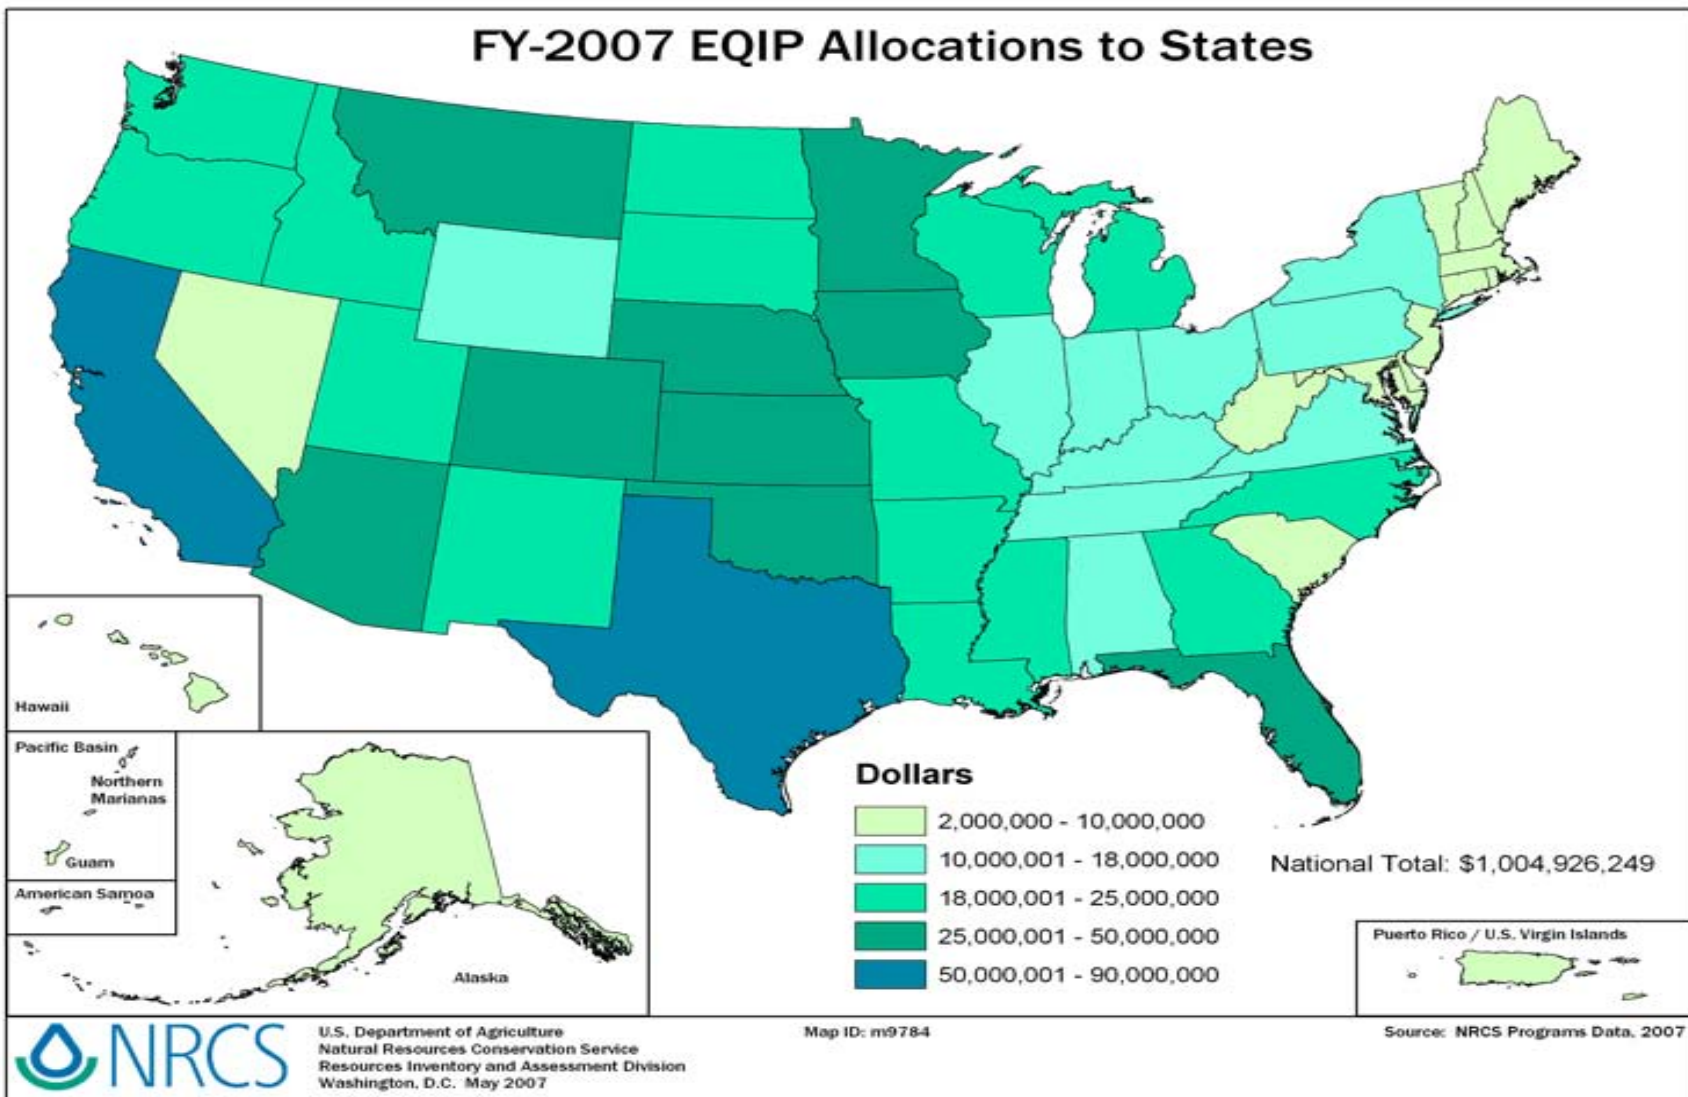 FY-2007 EQIP Allocations to States
Hawaii
Pacific Basin
Northern
Marianas
Guam
American Samoa
Alaska
Dollars
2,000,000 - 10,000,000
10,000,001 - 18,000,000
18,000,001 - 25,000,000
25,000,001 - 50,000,000
50,000,001 - 90,000,000
National Total: $1,004,926,249
Puerto Rico / U.S. Virgin Islands
NRCS
U.S. Department of Agriculture
Natural Resources Conservation Service
Resources Inventory and Assessment Division
Washington, D.C. May 2007
Map ID: m9784
Source: NRCS Programs Data, 2007